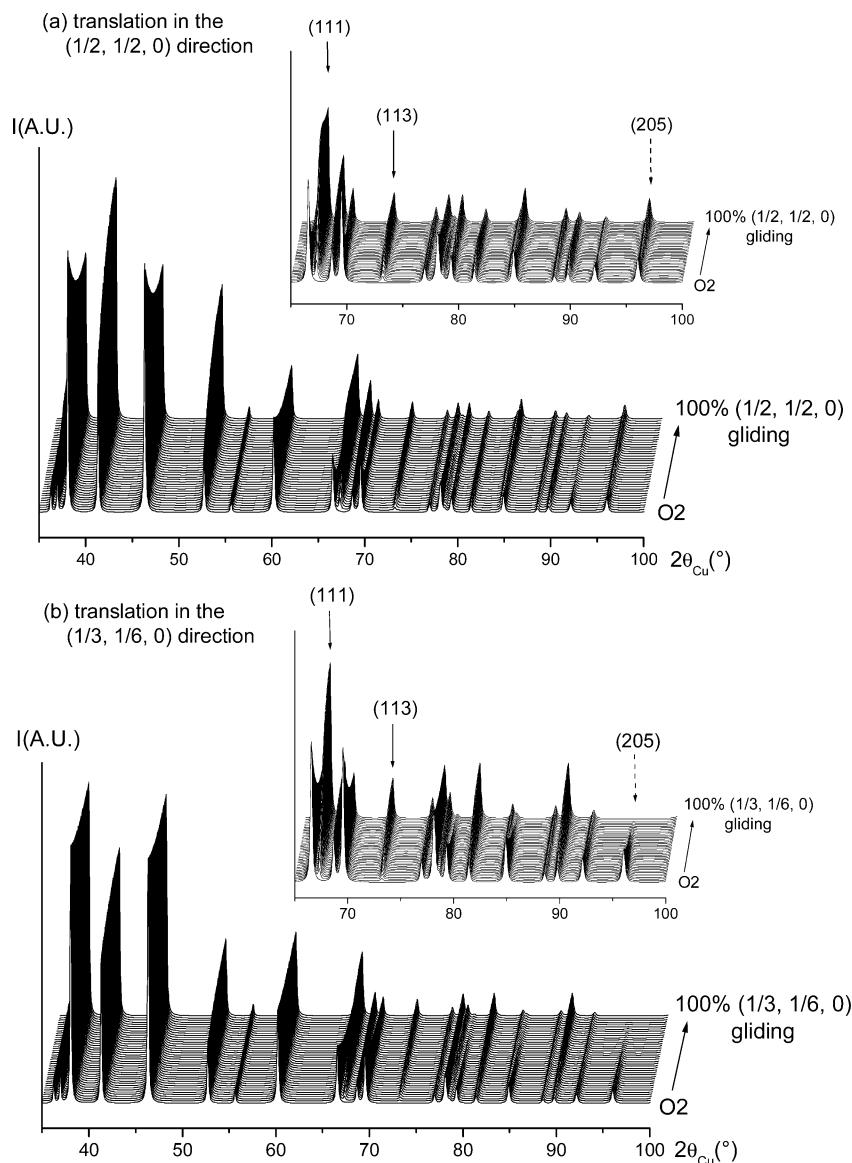 (a) translation in the
(1/2, 1/2, 0) direction
(111)
(113)
(205)
I(A.U.)
100% (1/2, 1/2, 0)
gliding
O2
70 80 90 100
100% (1/2, 1/2, 0)
gliding
O2
40 50 60 70 80 90 100 2θCu(°)
(b) translation in the
(1/3, 1/6, 0) direction
(111)
(113)
(205)
I(A.U.)
100% (1/3, 1/6, 0)
gliding
O2
70 80 90 100
100% (1/3, 1/6, 0)
gliding
O2
40 50 60 70 80 90 100 2θCu(°)